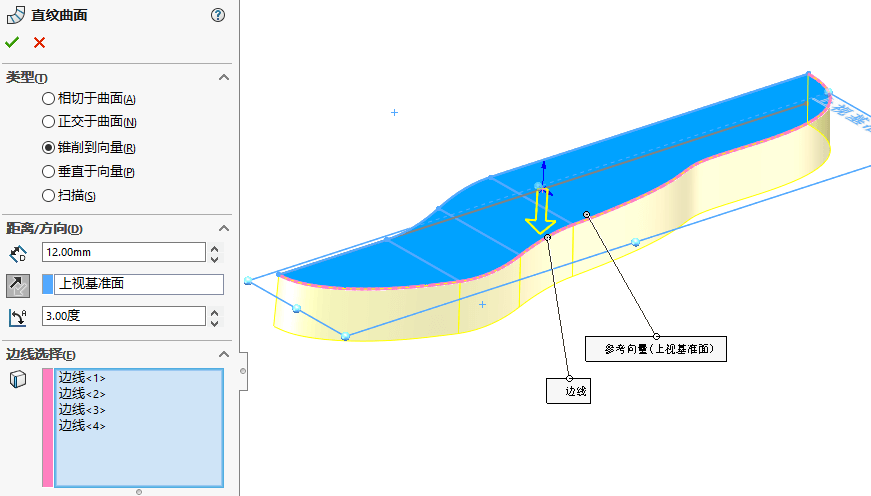 直纹曲面
类型(T)
相切于曲面(A)
正交于曲面(N)
锥削到向量(R)
垂直于向量(P)
扫描(S)
距离/方向(D)
D
12.00mm
上视基准面
A
3.00度
边线选择(E)
边线<1>
边线<2>
边线<3>
边线<4>
视基准
参考向量(上视基准面)
边线